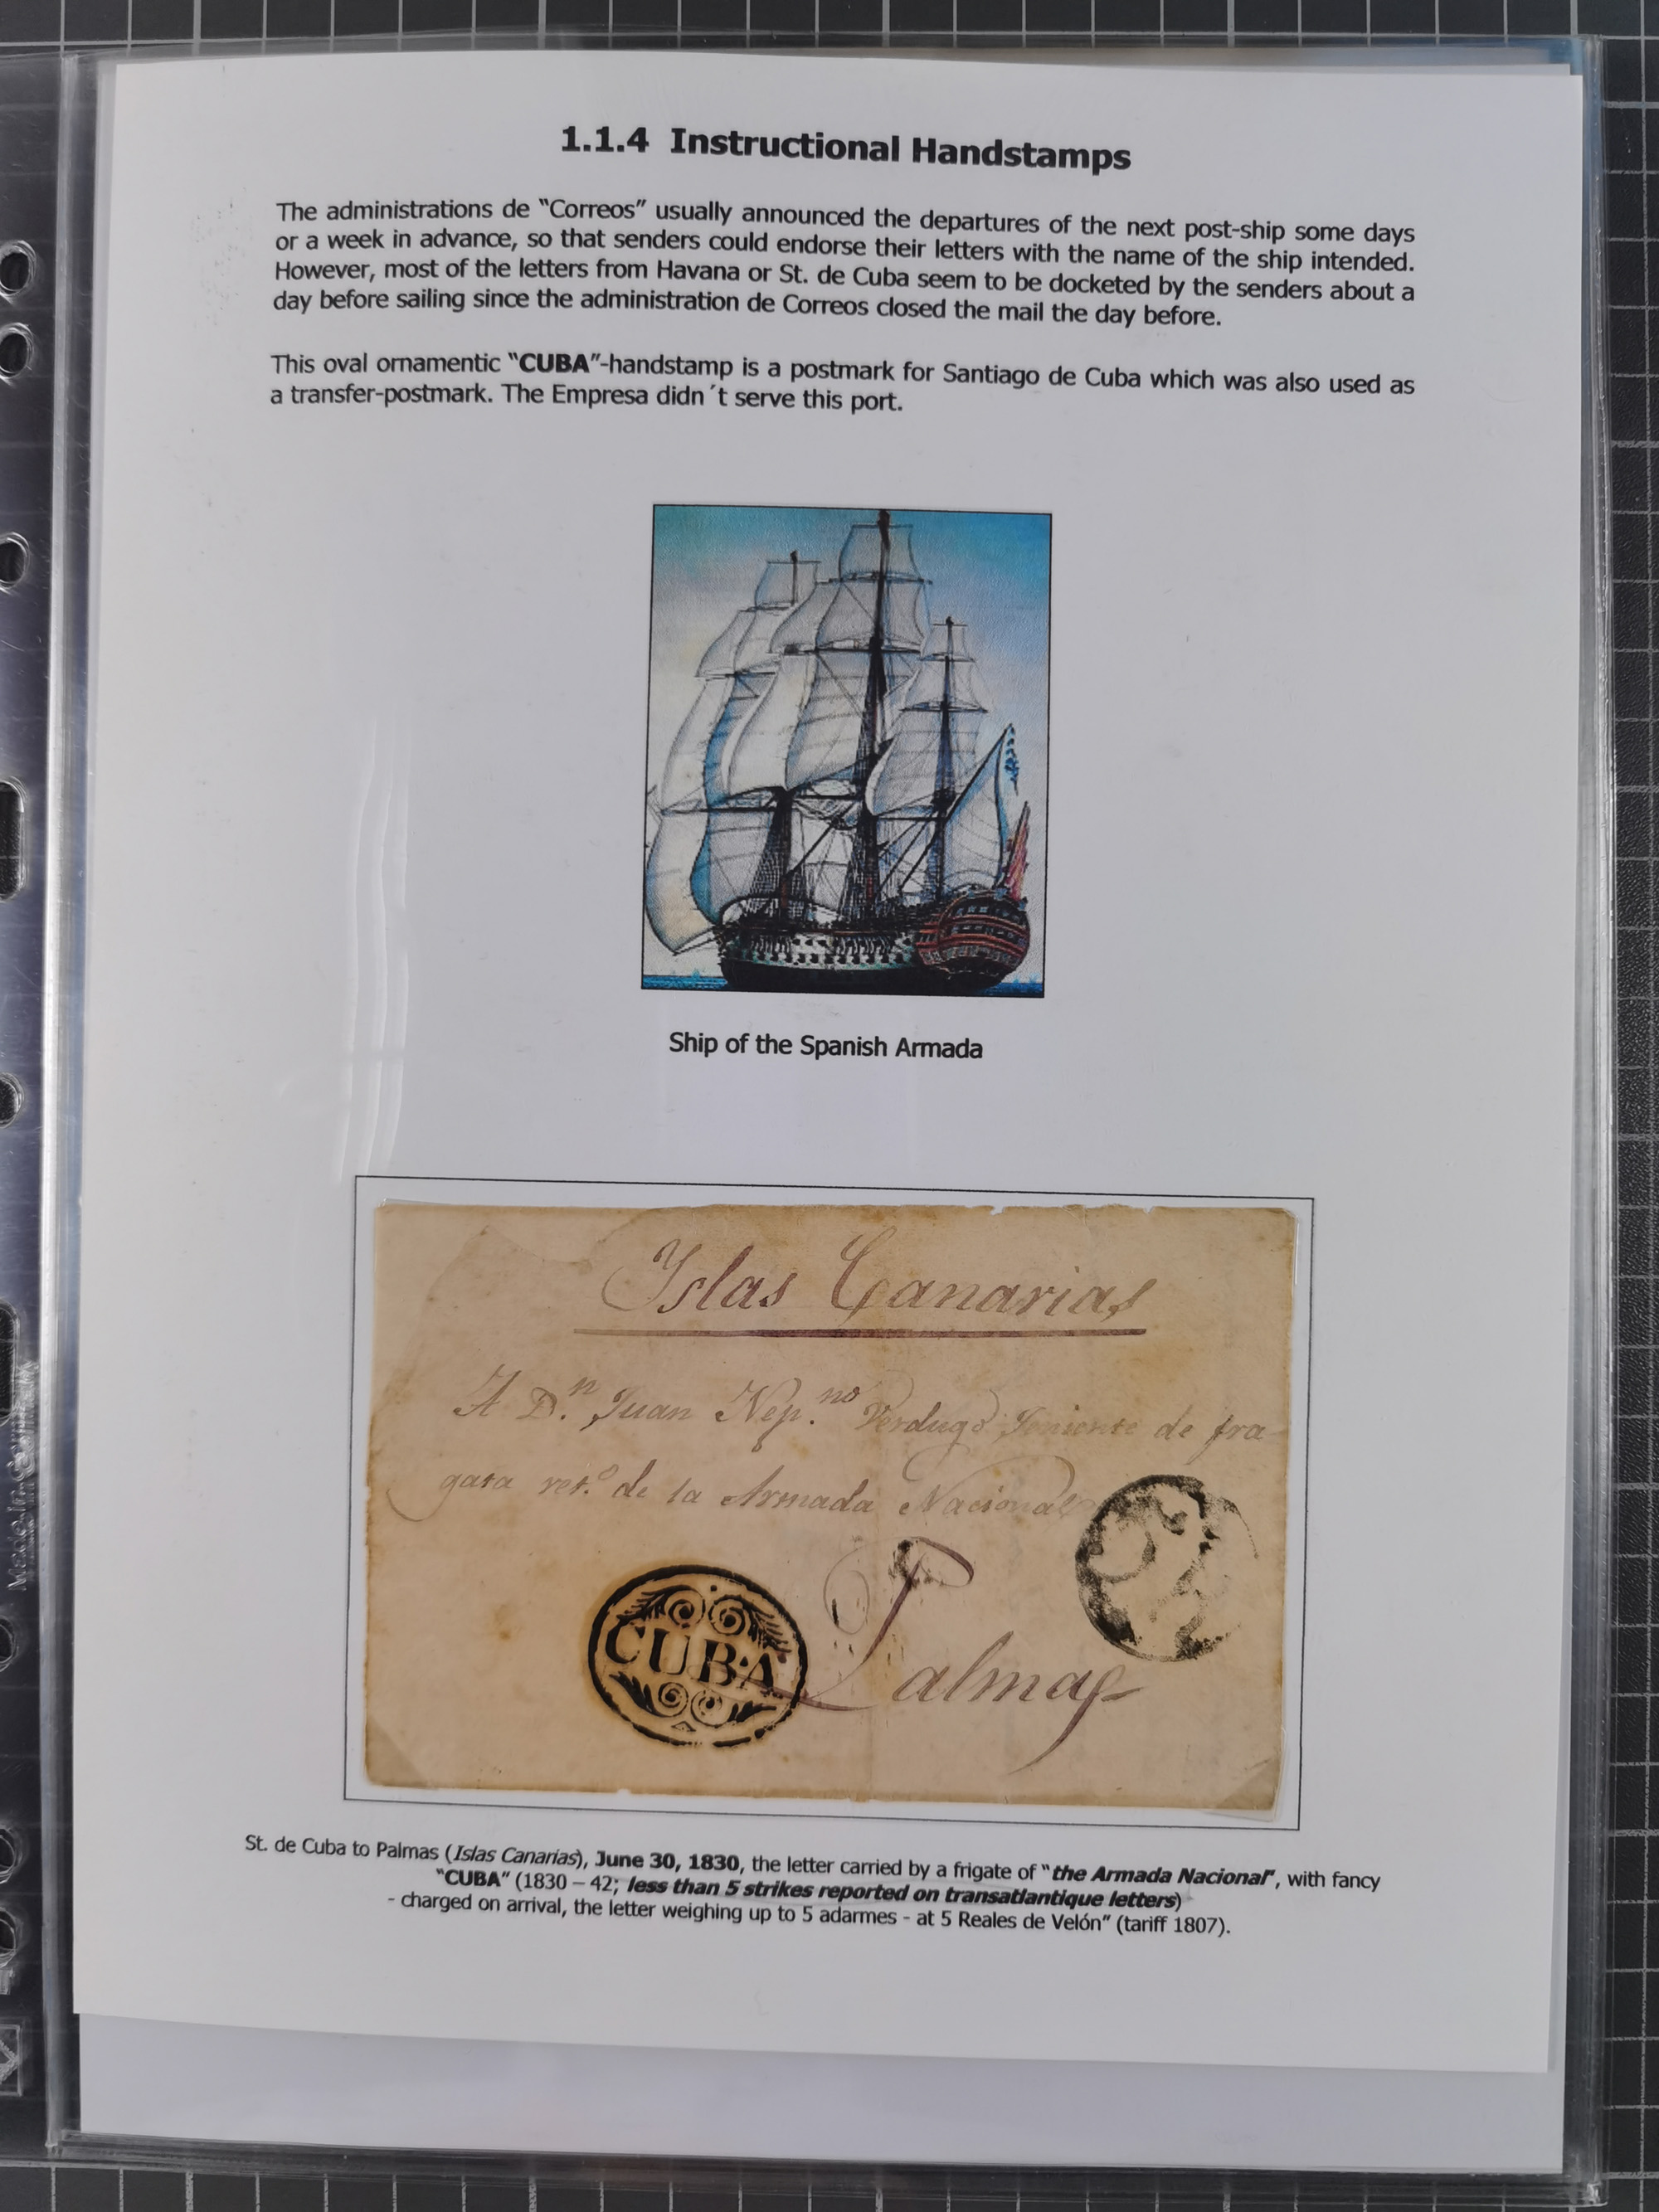 1.1.4 Instructional Handstamps
The administrations de “Correos” usually announced the departures of the next post-ship some days
or a week in advance, so that senders could endorse their letters with the name of the ship intended.
However, most of the letters from Havana or St. de Cuba seem to be docketed by the senders about a
day before sailing since the administration de Correos closed the mail the day before.
This oval ornamentic “CUBA”-handstamp is a postmark for Santiago de Cuba which was also used as
a transfer-postmark. The Empresa didn´t serve this port.
Ship of the Spanish Armada
Yslas Canarias
A D.n Juan Nep.no Verdugo Teniente de fra
gata ret.o de la Armada Nacional
CUBA
Palmas
St. de Cuba to Palmas (Islas Canarias), June 30, 1830, the letter carried by a frigate of “the Armada Nacional”, with fancy
“CUBA” (1830 – 42; less than 5 strikes reported on transatlantique letters)
- charged on arrival, the letter weighing up to 5 adarmes - at 5 Reales de Velón” (tariff 1807).